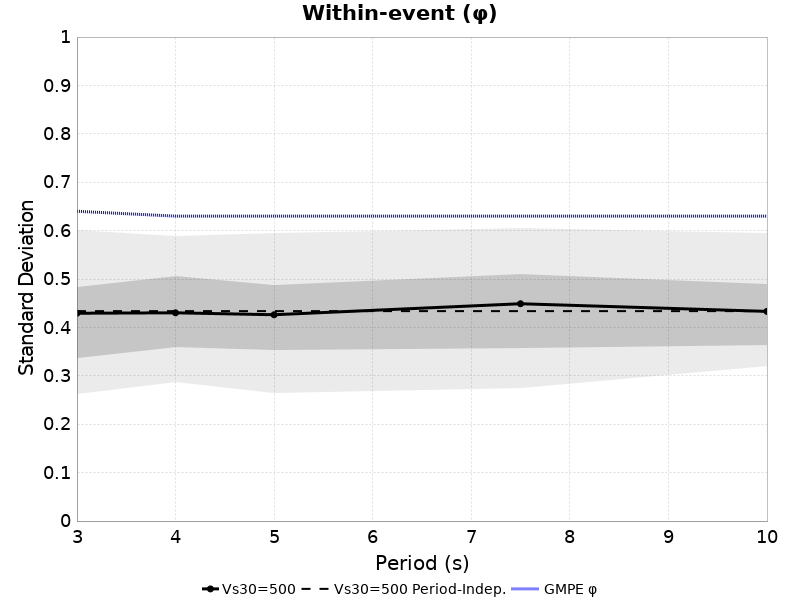 Within-event (φ)
1
0.9
0.8
0.7
0.6
0.5
0.4
0.3
0.2
0.1
0
Standard Deviation
3 4 5 6 7 8 9 10
Period (s)
Vs30=500 Vs30=500 Period-Indep. GMPE φ